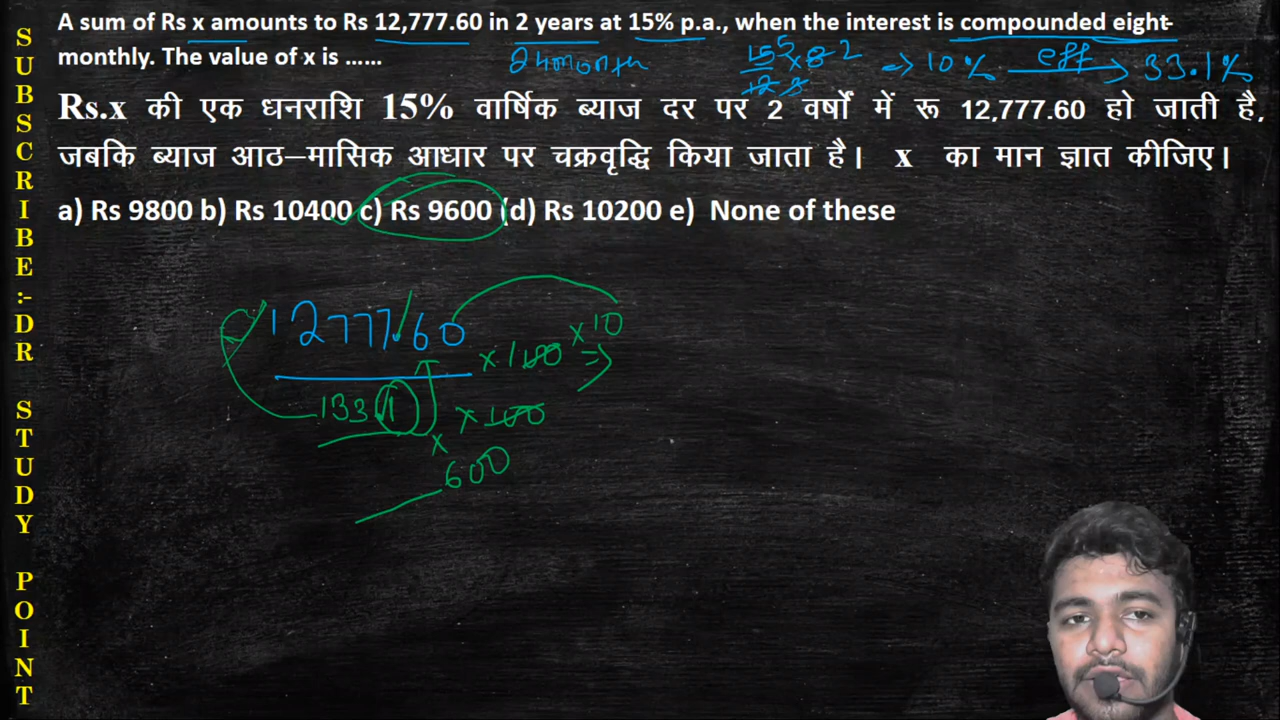 A sum of Rs x amounts to Rs 12,777.60 in 2 years at 15% p.a., when the interest is compounded eight-
monthly. The value of x is ......
24 month
15 5 × 8 2
12 3
⇒ 10% eff → 33.1%
Rs.x की एक धनराशि 15% वार्षिक ब्याज दर पर 2 वर्षों में रू 12,777.60 हो जाती है,
जबकि ब्याज आठ–मासिक आधार पर चक्रवृद्धि किया जाता है। x का मान ज्ञात कीजिए।
a) Rs 9800 b) Rs 10400 c) Rs 9600 (d) Rs 10200 e) None of these
12777/60 × 100 × 10 ⇒
1331 × 100
×
600
SUBSCRIBE:- DR STUDY POINT